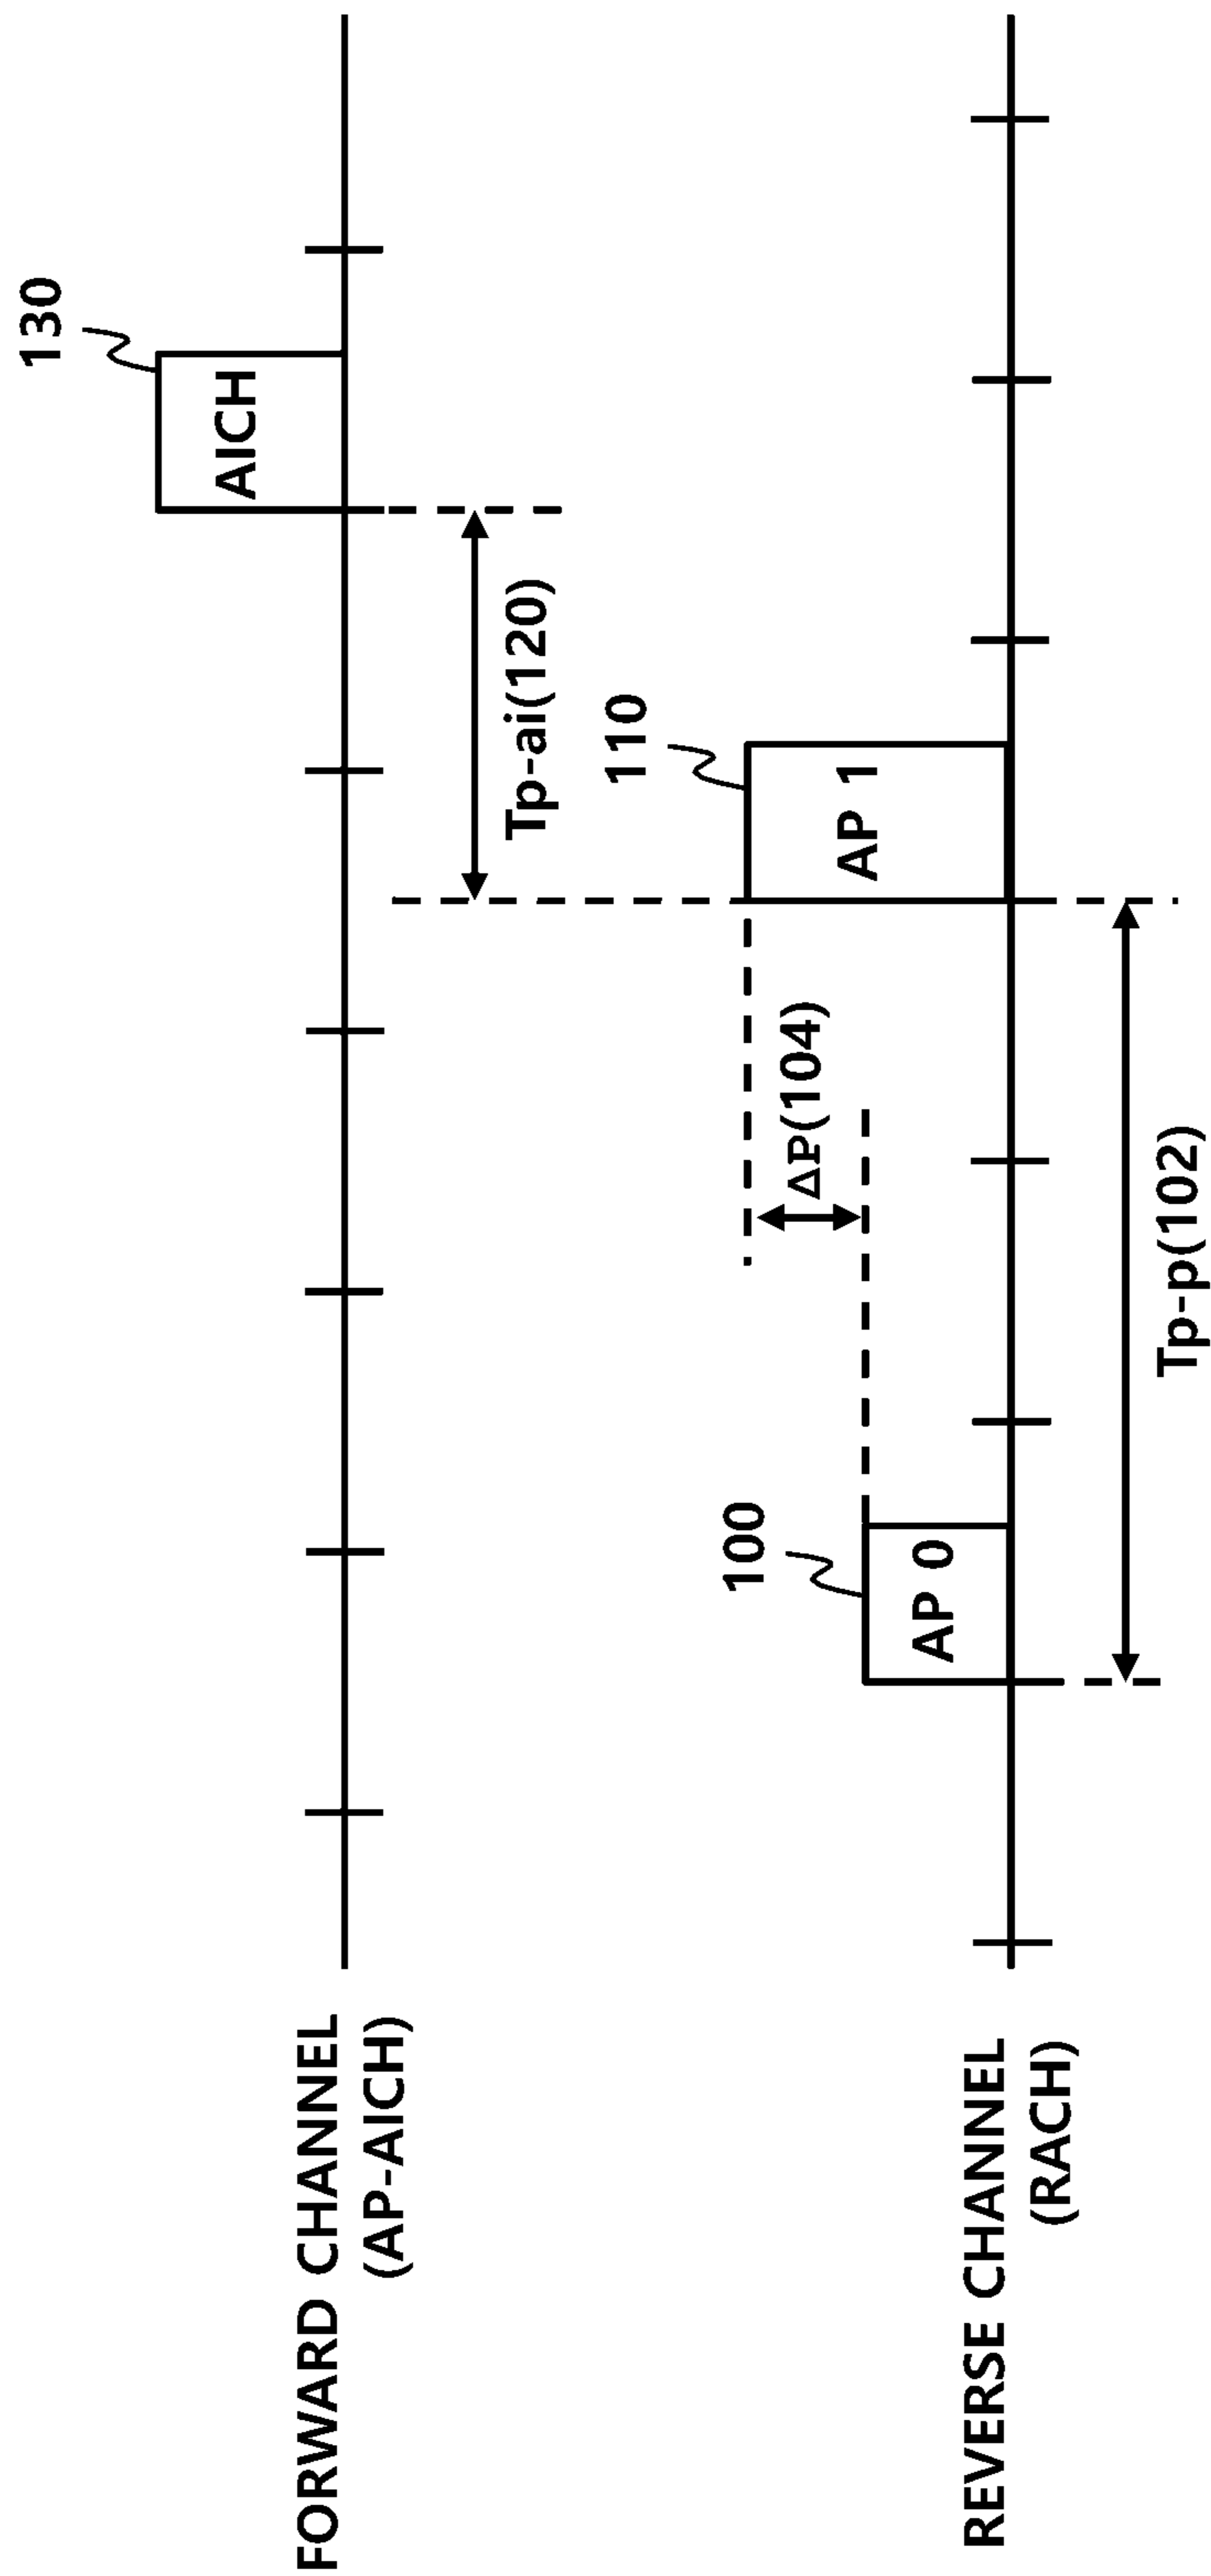 FORWARD CHANNEL
(AP-AICH)
AICH
130
Tp-ai(120)
REVERSE CHANNEL
(RACH)
100
AP 0
ΔP(104)
110
AP 1
Tp-p(102)